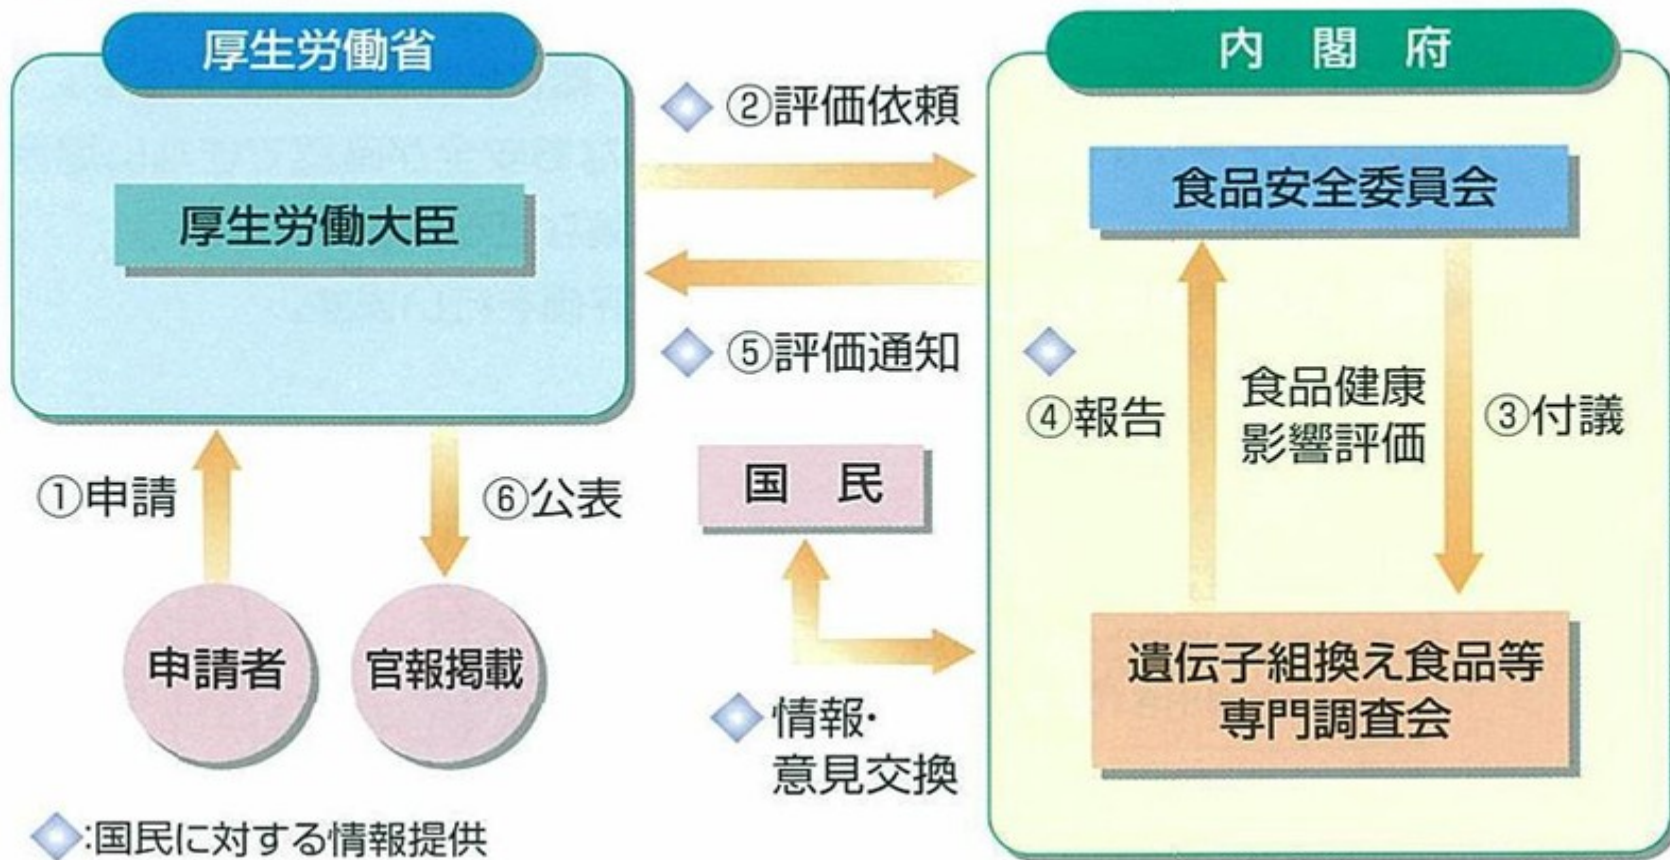 厚生労働省
厚生労働大臣
②評価依頼
⑤評価通知
①申請
⑥公表
申請者
官報掲載
国 民
情報・
意見交換
内 閣 府
食品安全委員会
④報告
食品健康
影響評価
③付議
遺伝子組換え食品等
専門調査会
:国民に対する情報提供